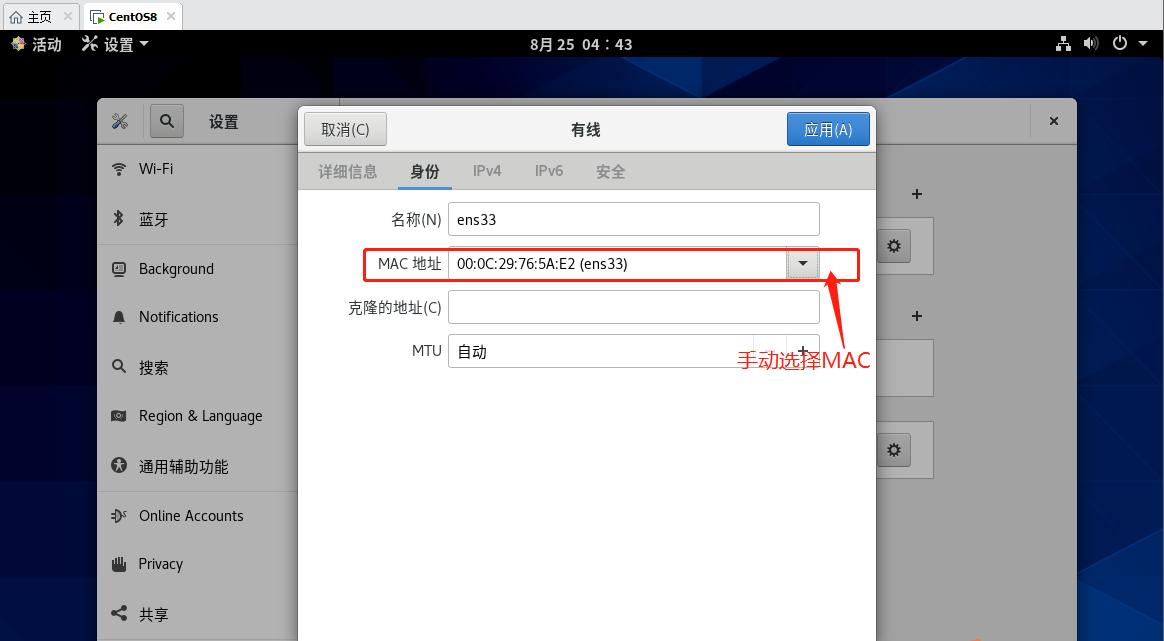 主页
CentOS8
活动
设置
8月 25 04：43
设置
取消(C)
有线
应用(A)
详细信息
身份
IPv4
IPv6
安全
Wi-Fi
蓝牙
Background
Notifications
搜索
Region & Language
通用辅助功能
Online Accounts
Privacy
共享
名称(N)
ens33
MAC 地址
00:0C:29:76:5A:E2 (ens33)
克隆的地址(C)
MTU
自动
手动选择MAC